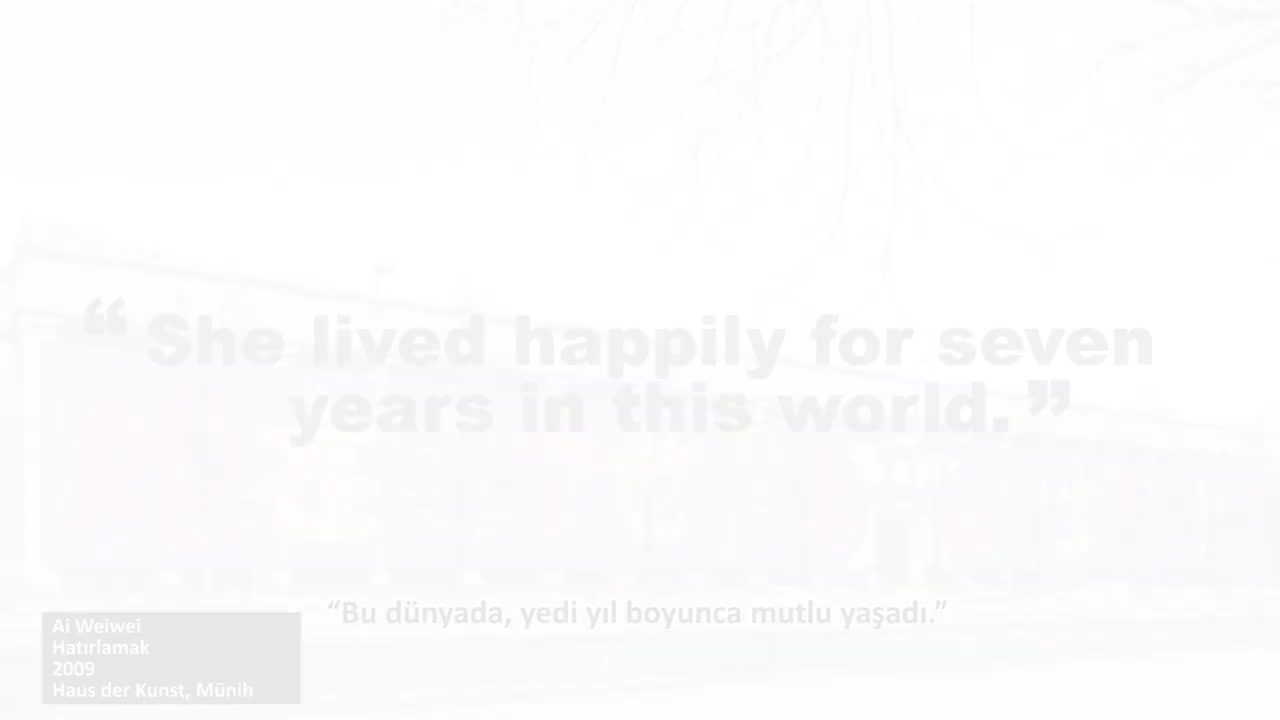 “ She lived happily for seven
years in this world. ”
“Bu dünyada, yedi yıl boyunca mutlu yaşadı.”
Ai Weiwei
Hatırlamak
2009
Haus der Kunst, Münih